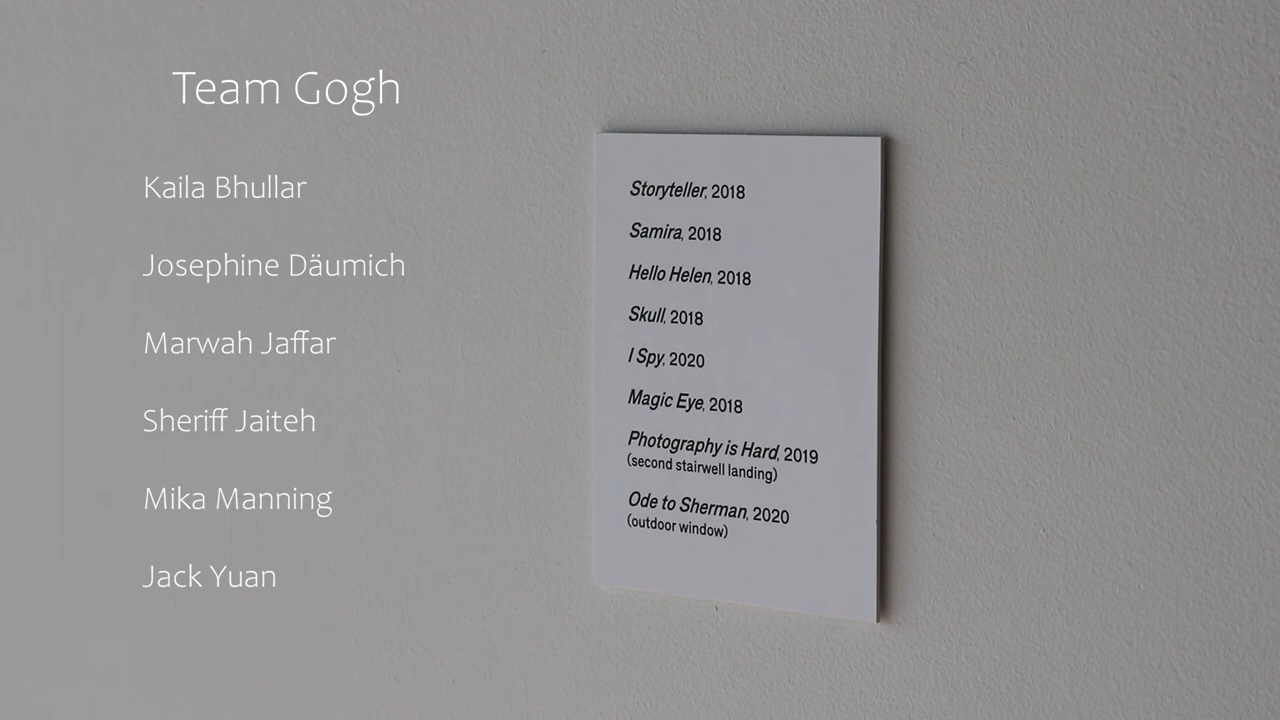 Team Gogh
Kaila Bhullar
Josephine Däumich
Marwah Jaffar
Sheriff Jaiteh
Mika Manning
Jack Yuan
Storyteller, 2018
Samira, 2018
Hello Helen, 2018
Skull, 2018
I Spy, 2020
Magic Eye, 2018
Photography is Hard, 2019
(second stairwell landing)
Ode to Sherman, 2020
(outdoor window)